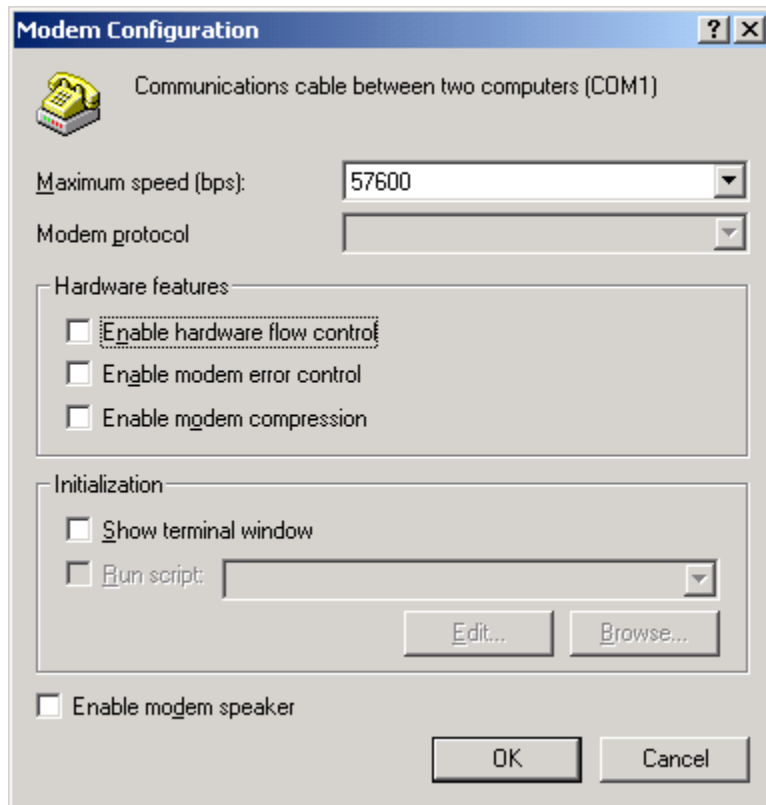 Modem Configuration
Communications cable between two computers (COM1)
Maximum speed (bps): 57600
Modem protocol
Hardware features
Enable hardware flow control
Enable modem error control
Enable modem compression
Initialization
Show terminal window
Run script:
Edit... Browse...
Enable modem speaker
OK Cancel